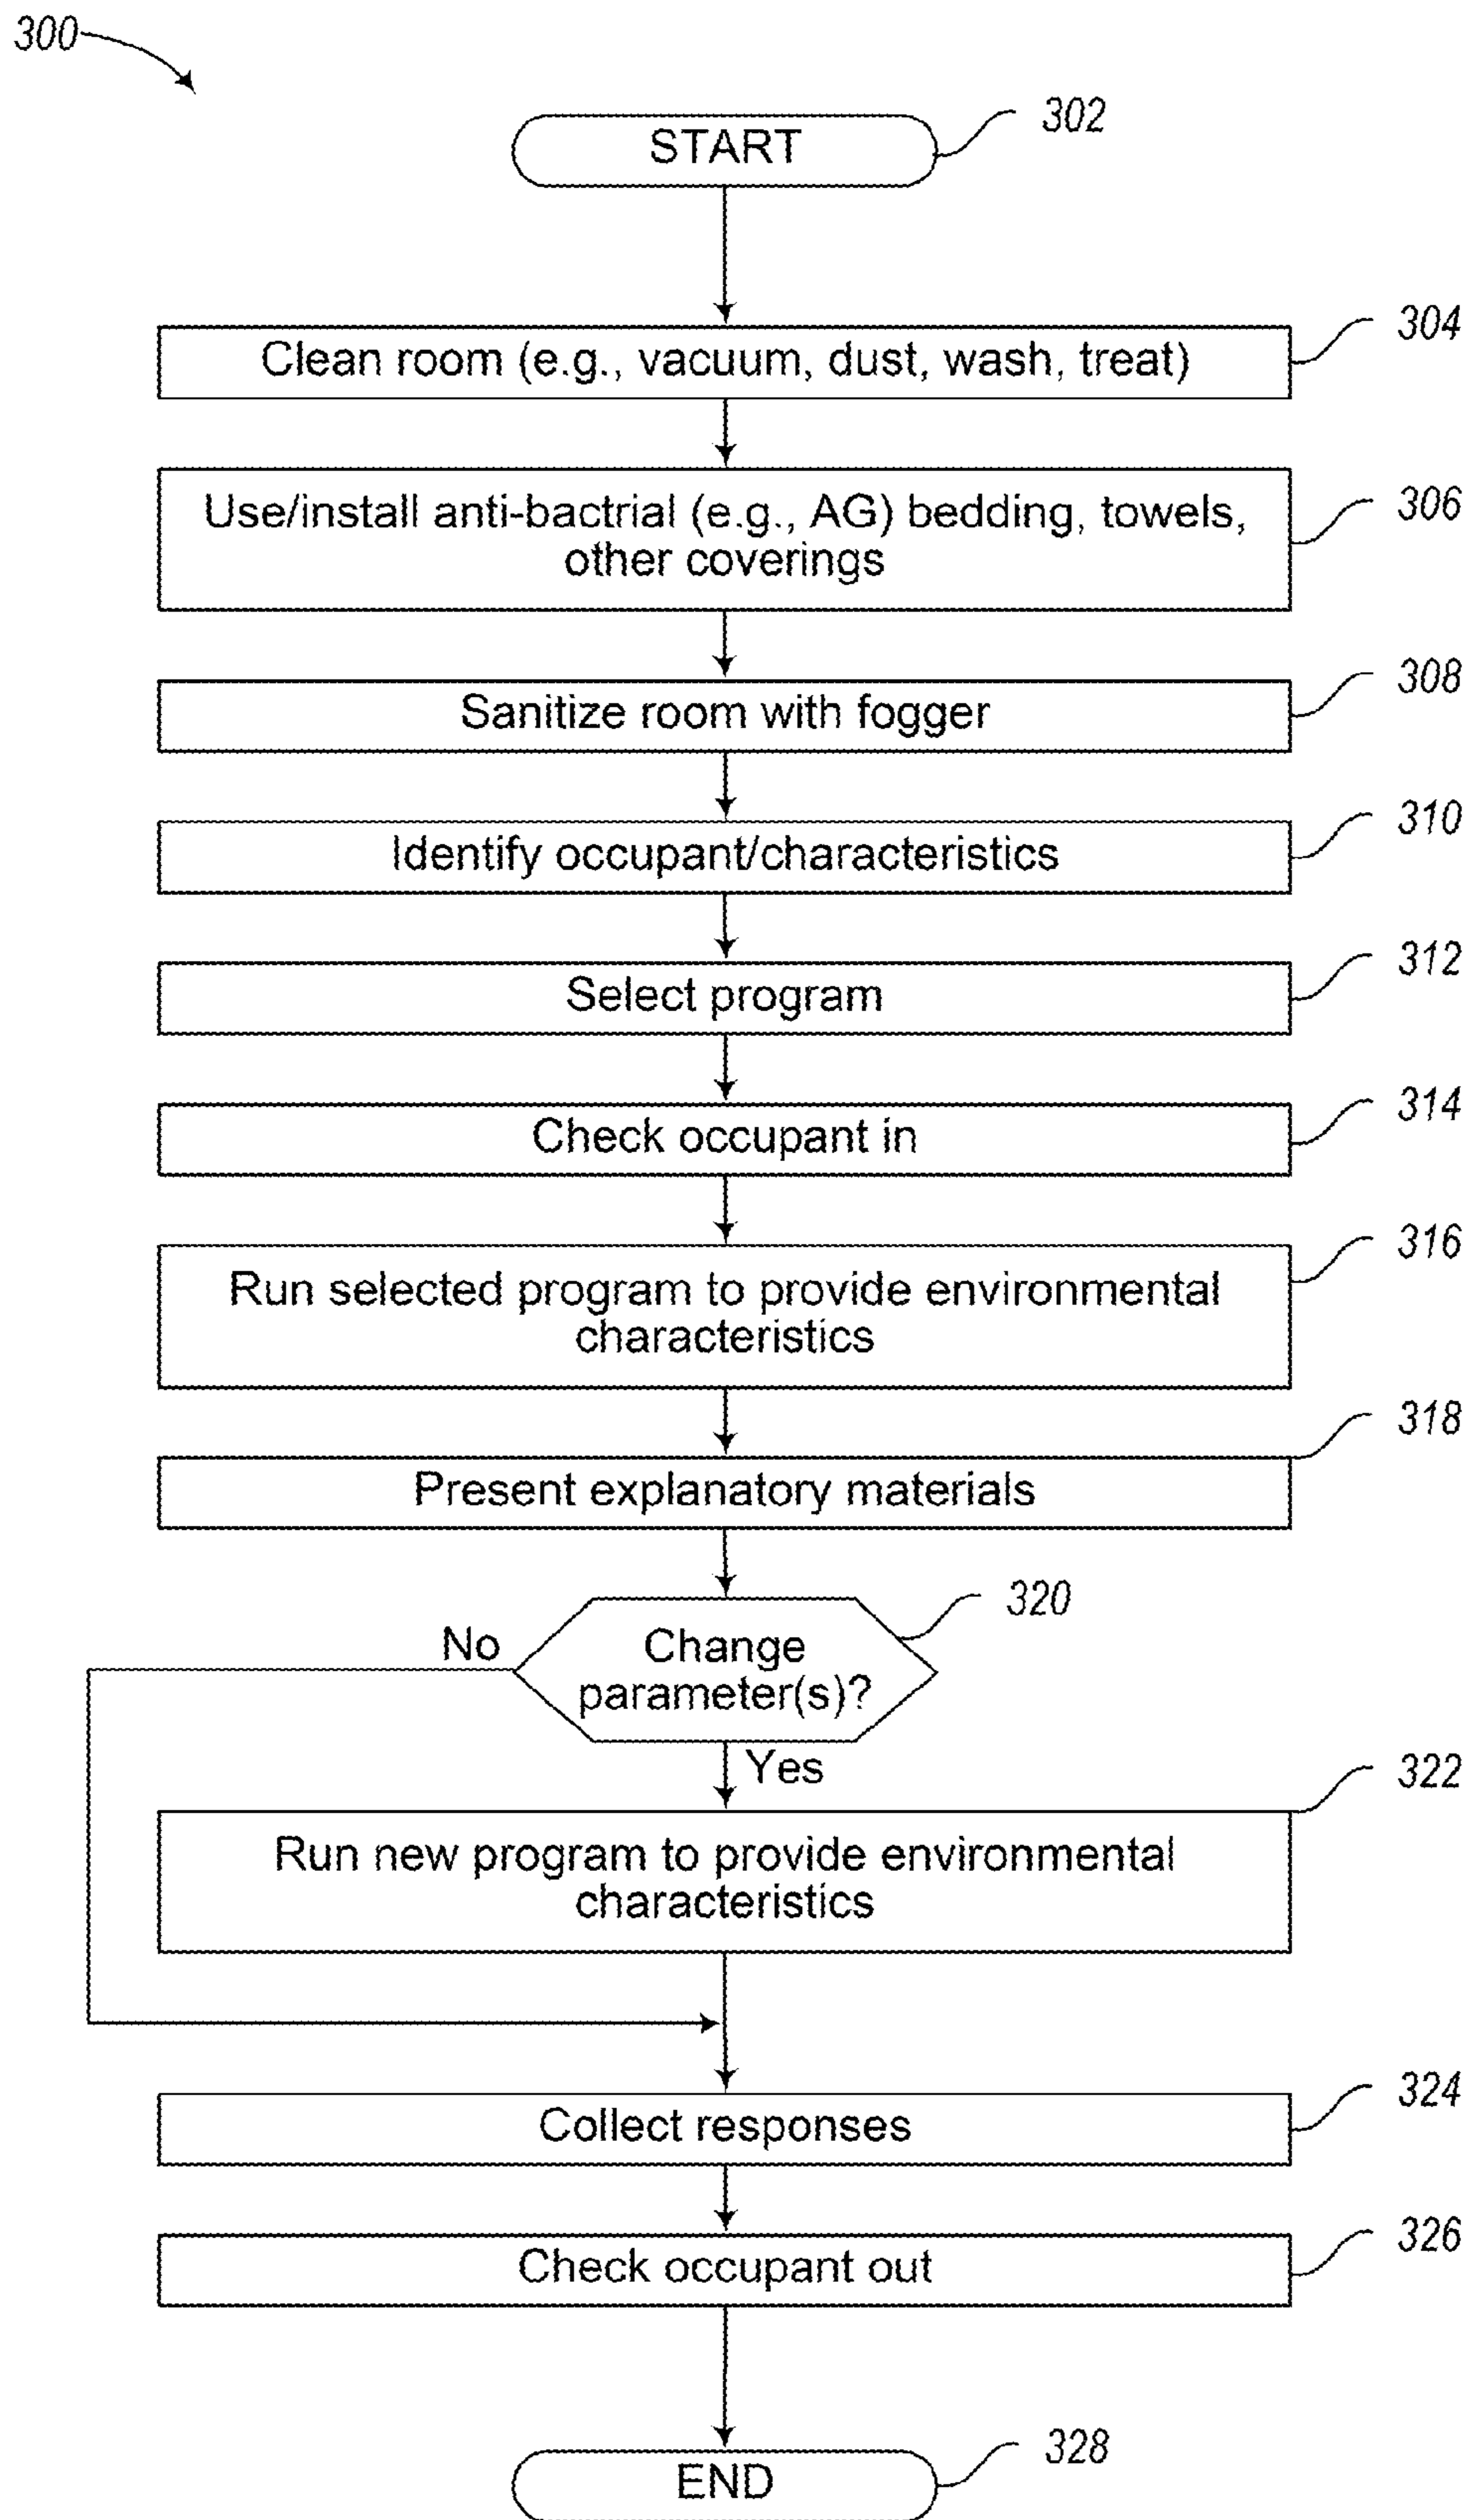 300
START
302
Clean room (e.g., vacuum, dust, wash, treat)
304
Use/install anti-bactrial (e.g., AG) bedding, towels,
other coverings
306
Sanitize room with fogger
308
Identify occupant/characteristics
310
Select program
312
Check occupant in
314
Run selected program to provide environmental
characteristics
316
Present explanatory materials
318
Change
parameter(s)?
320
No
Yes
Run new program to provide environmental
characteristics
322
Collect responses
324
Check occupant out
326
END
328